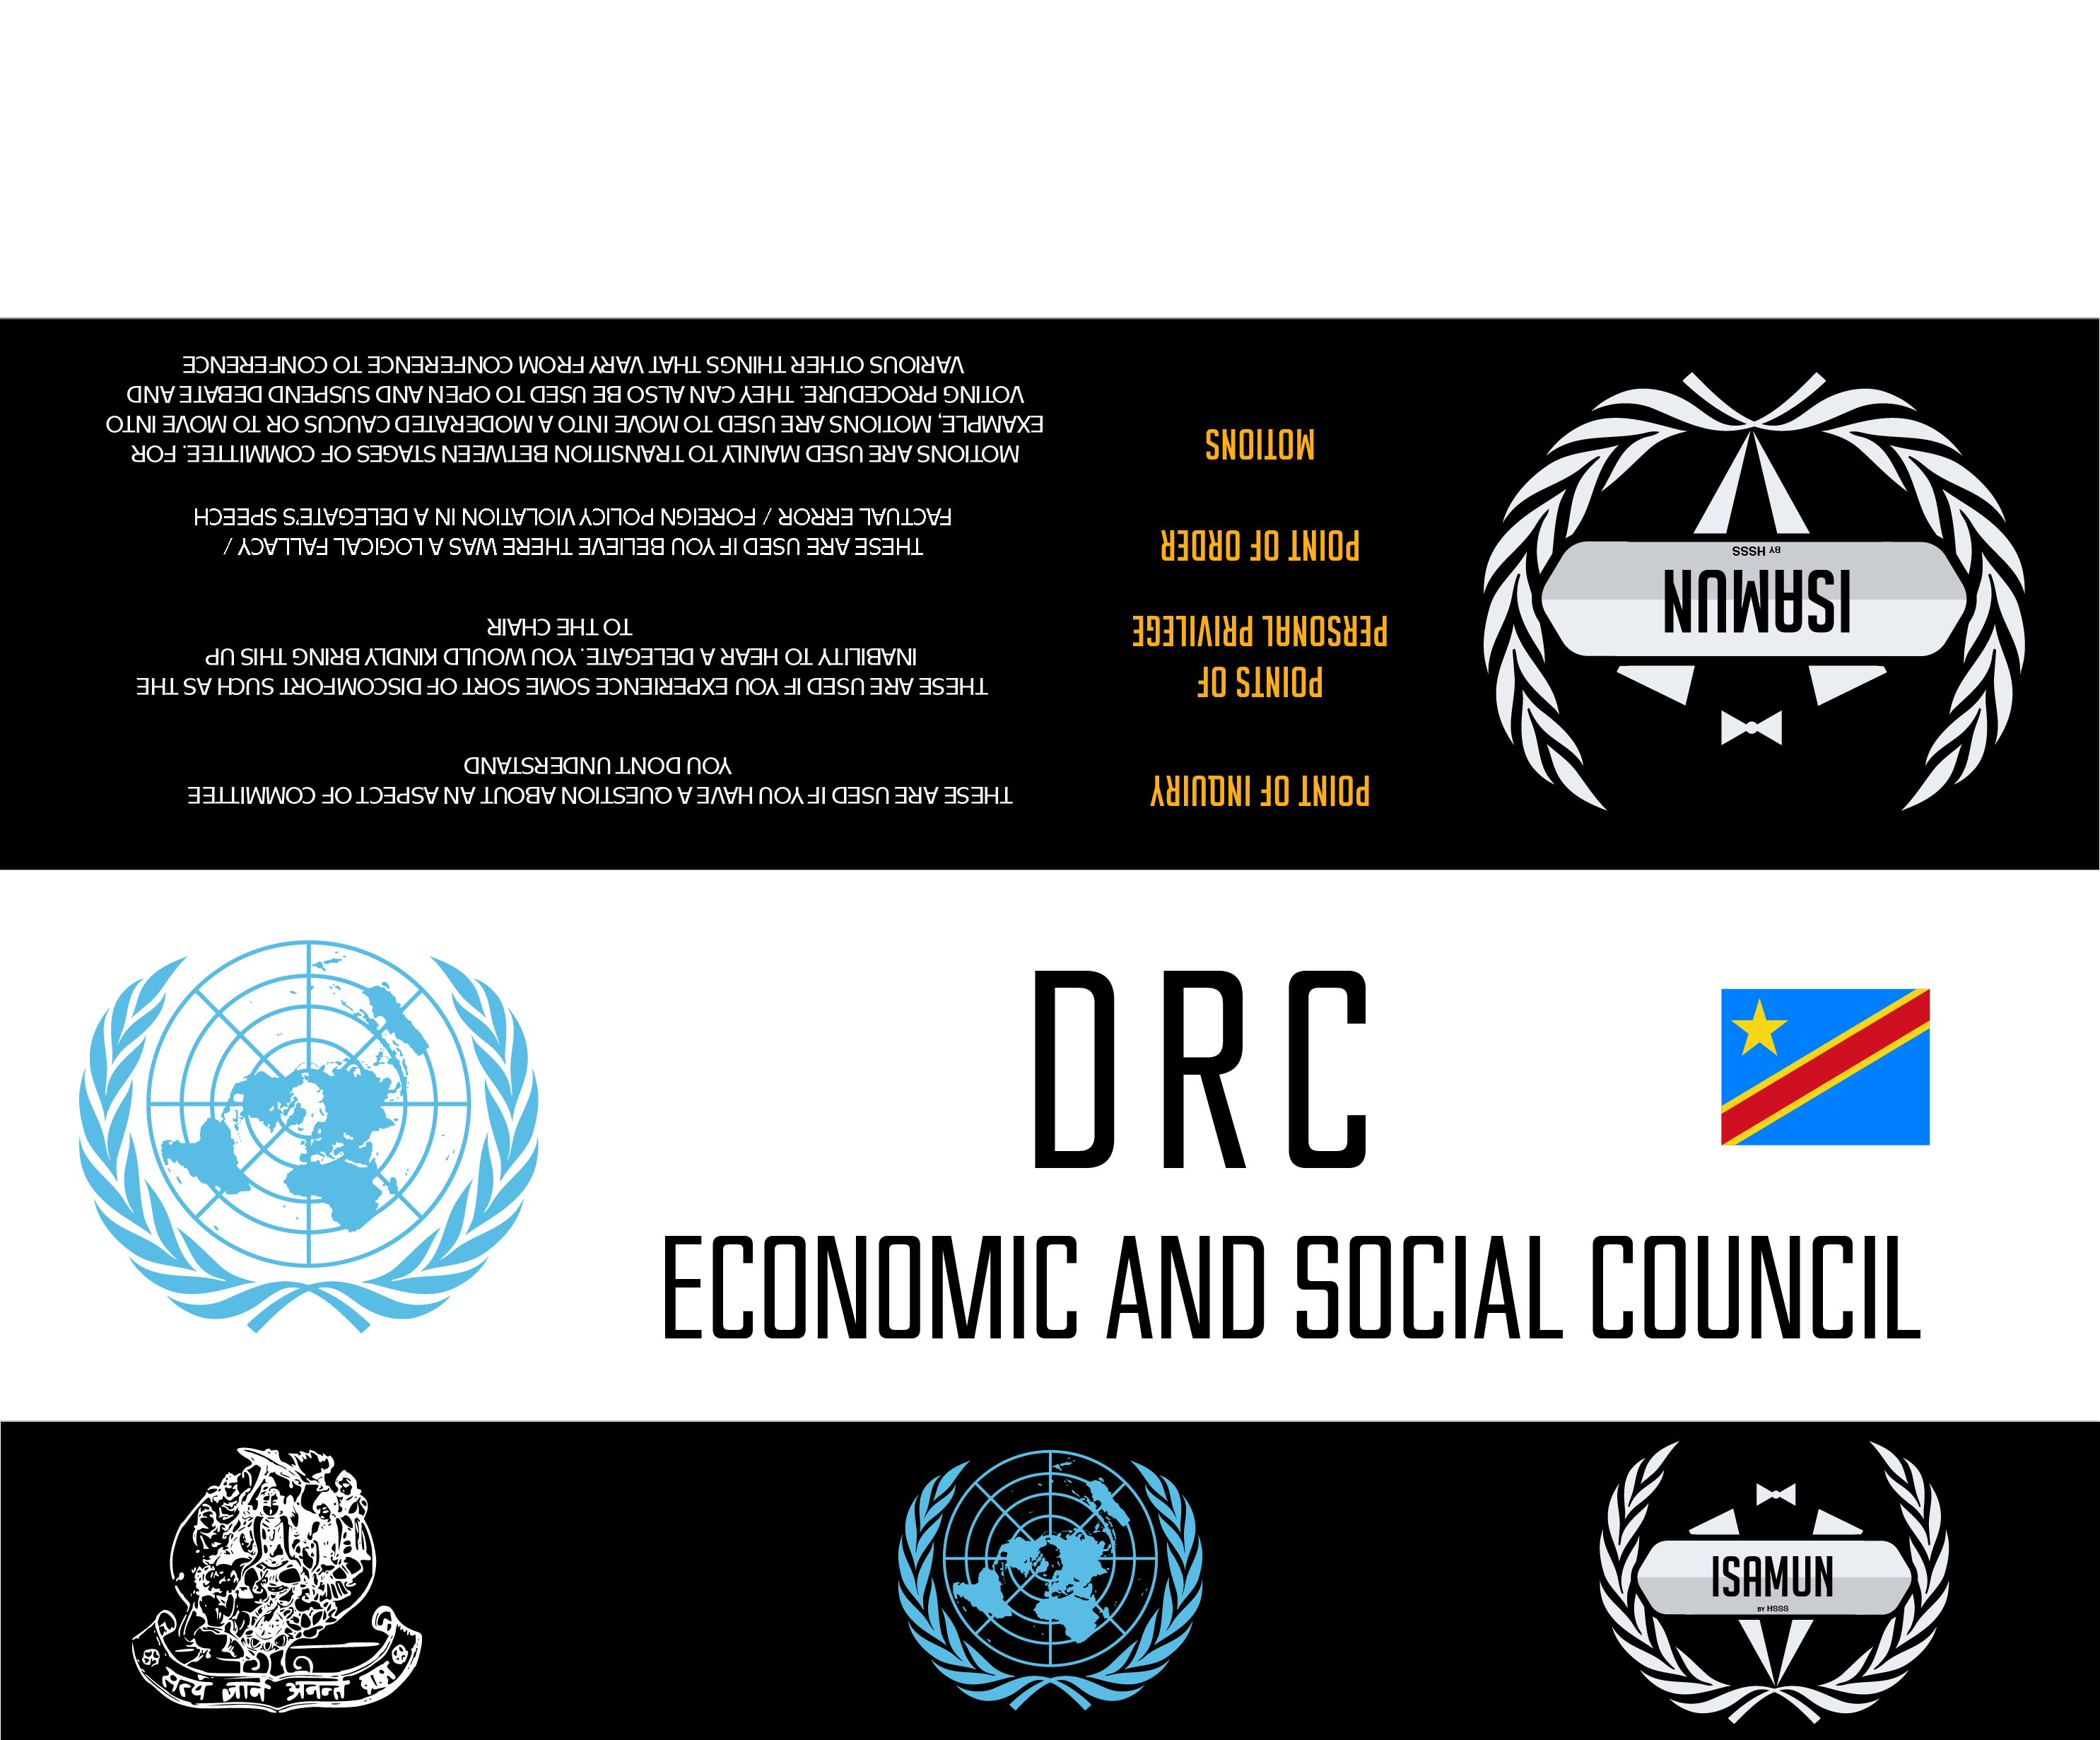 ISAMUN
BY HSSS
POINT OF INQUIRY
THESE ARE USED IF YOU HAVE A QUESTION ABOUT AN ASPECT OF COMMITTEE
YOU DON'T UNDERSTAND
POINTS OF
PERSONAL PRIVILEGE
THESE ARE USED IF YOU EXPERIENCE SOME SORT OF DISCOMFORT SUCH AS THE
INABILITY TO HEAR A DELEGATE. YOU WOULD KINDLY BRING THIS UP
TO THE CHAIR
POINT OF ORDER
THESE ARE USED IF YOU BELIEVE THERE WAS A LOGICAL FALLACY /
FACTUAL ERROR / FOREIGN POLICY VIOLATION IN A DELEGATE'S SPEECH
MOTIONS
MOTIONS ARE USED MAINLY TO TRANSITION BETWEEN STAGES OF COMMITTEE. FOR
EXAMPLE, MOTIONS ARE USED TO MOVE INTO A MODERATED CAUCUS OR TO MOVE INTO
VOTING PROCEDURE. THEY CAN ALSO BE USED TO OPEN AND SUSPEND DEBATE AND
VARIOUS OTHER THINGS THAT VARY FROM CONFERENCE TO CONFERENCE
DRC
ECONOMIC AND SOCIAL COUNCIL
सत्यं ज्ञानं अनन्तं ब्रह्म
ISAMUN
BY HSSS